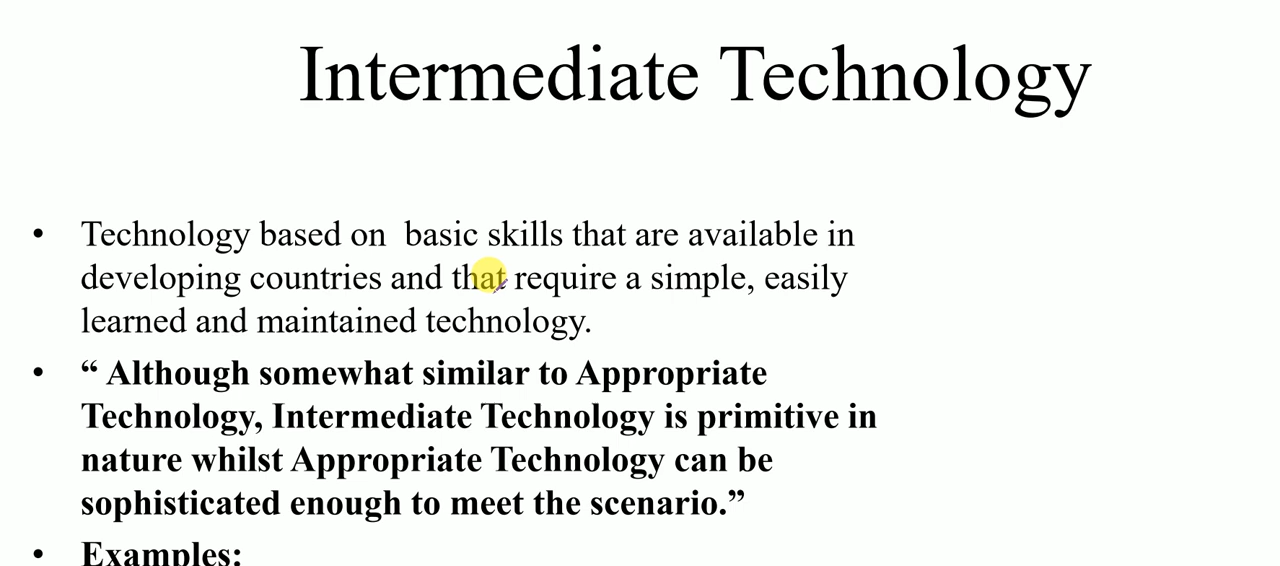 Intermediate Technology
• Technology based on  basic skills that are available in
developing countries and that require a simple, easily
learned and maintained technology.
• “ Although somewhat similar to Appropriate
Technology, Intermediate Technology is primitive in
nature whilst Appropriate Technology can be
sophisticated enough to meet the scenario.”
• Examples: